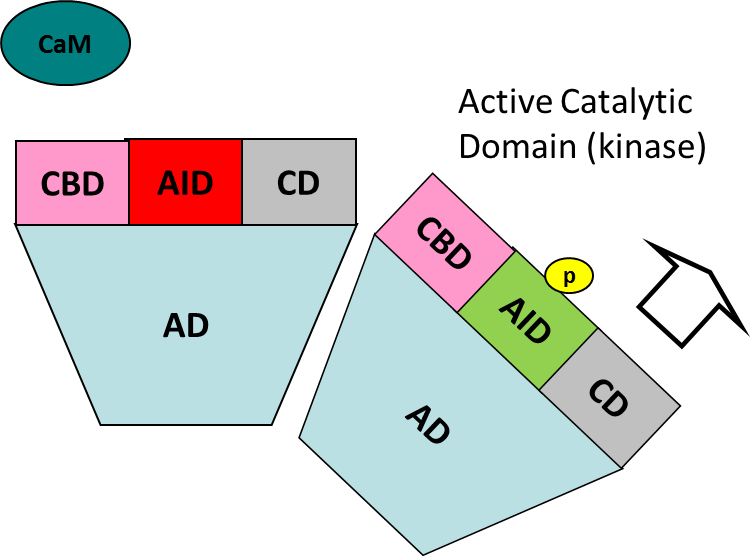 CaM
Active Catalytic
Domain (kinase)
CBD
AID
CD
AD
CBD
p
AID
CD
AD